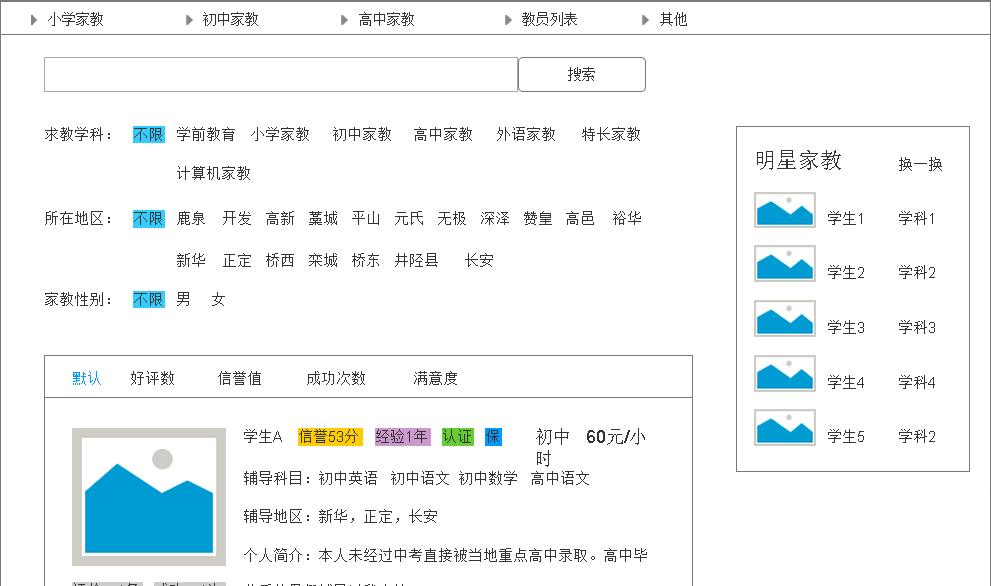 小学家教 初中家教 高中家教 教员列表 其他
搜索
求教学科： 不限 学前教育 小学家教 初中家教 高中家教 外语家教 特长家教
计算机家教
所在地区： 不限 鹿泉 开发 高新 藁城 平山 元氏 无极 深泽 赞皇 高邑 裕华
新华 正定 桥西 栾城 桥东 井陉县 长安
家教性别： 不限 男 女
明星家教 换一换
学生1 学科1
学生2 学科2
学生3 学科3
学生4 学科4
学生5 学科2
默认 好评数 信誉值 成功次数 满意度
学生A 信誉53分 经验1年 认证 保 初中 60元/小
时
辅导科目：初中英语 初中语文 初中数学 高中语文
辅导地区：新华，正定，长安
个人简介：本人未经过中考直接被当地重点高中录取。高中毕